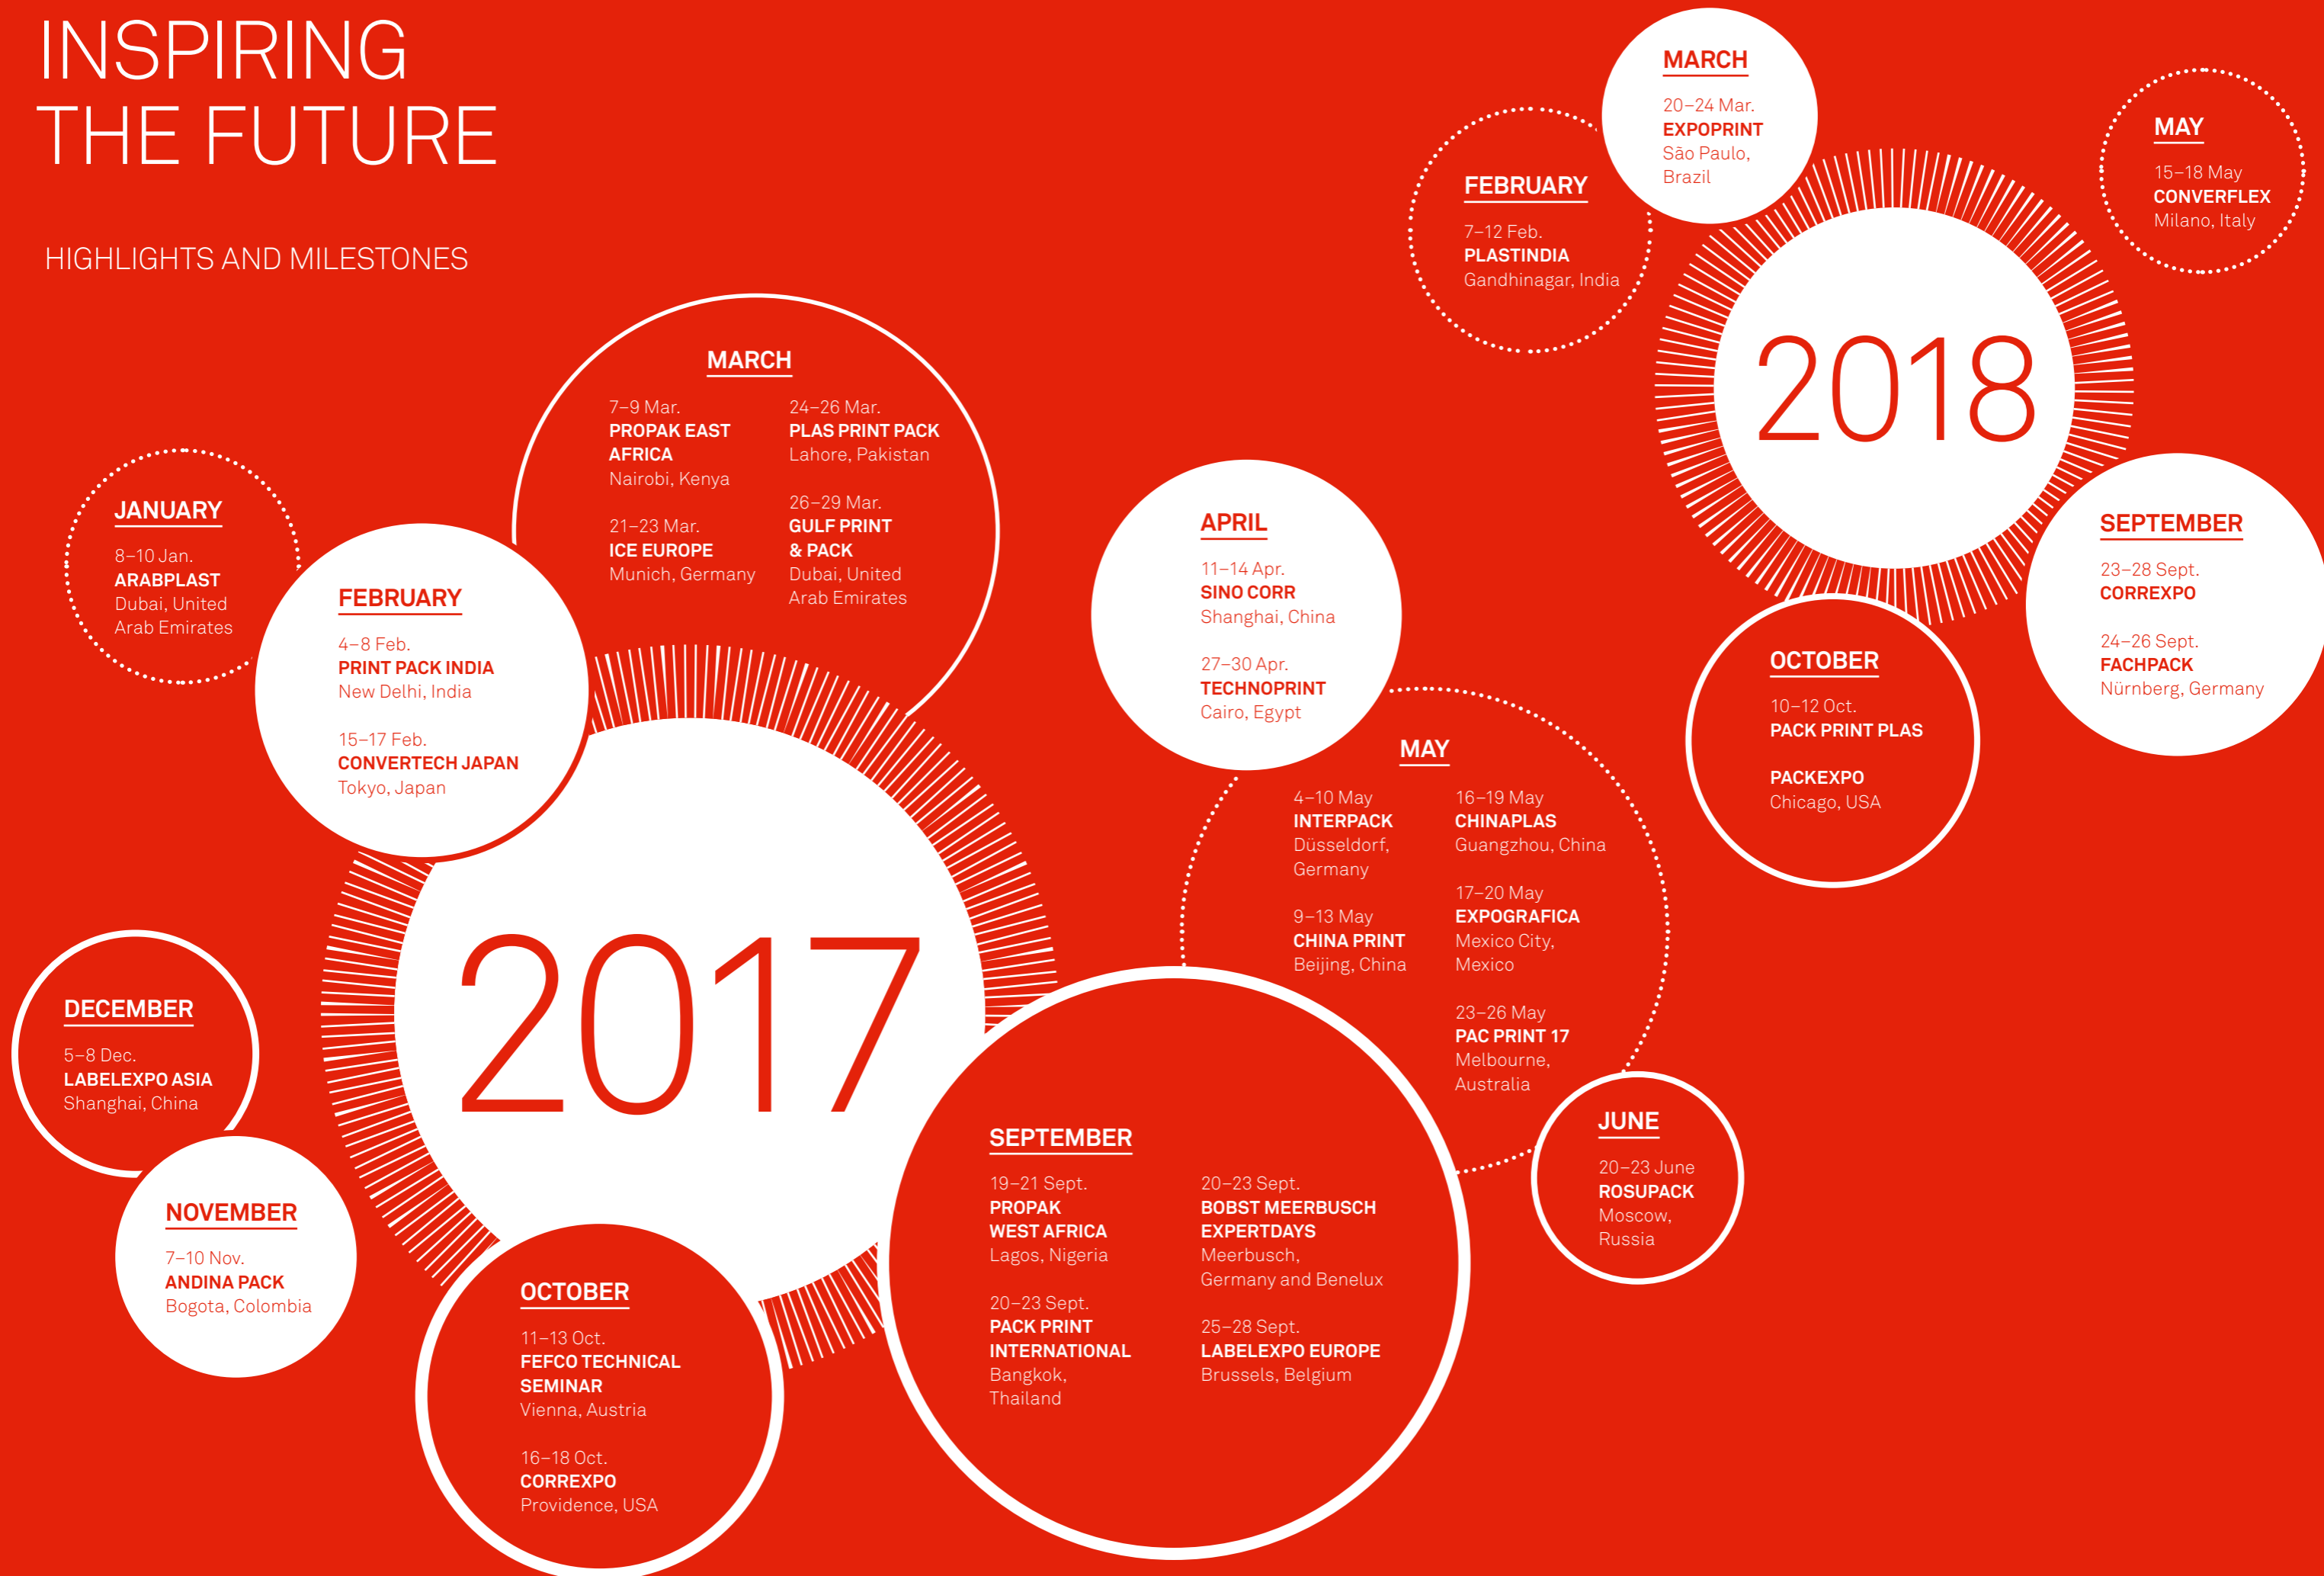 INSPIRING
THE FUTURE
HIGHLIGHTS AND MILESTONES
2017
JANUARY
8–10 Jan.
ARABPLAST
Dubai, United
Arab Emirates
FEBRUARY
4–8 Feb.
PRINT PACK INDIA
New Delhi, India
15–17 Feb.
CONVERTECH JAPAN
Tokyo, Japan
MARCH
7–9 Mar.
PROPAK EAST
AFRICA
Nairobi, Kenya
21–23 Mar.
ICE EUROPE
Munich, Germany
24–26 Mar.
PLAS PRINT PACK
Lahore, Pakistan
26–29 Mar.
GULF PRINT
& PACK
Dubai, United
Arab Emirates
APRIL
11–14 Apr.
SINO CORR
Shanghai, China
27–30 Apr.
TECHNOPRINT
Cairo, Egypt
MAY
4–10 May
INTERPACK
Düsseldorf,
Germany
9–13 May
CHINA PRINT
Beijing, China
16–19 May
CHINAPLAS
Guangzhou, China
17–20 May
EXPOGRAFICA
Mexico City,
Mexico
23–26 May
PAC PRINT 17
Melbourne,
Australia
JUNE
20–23 June
ROSUPACK
Moscow,
Russia
SEPTEMBER
19–21 Sept.
PROPAK
WEST AFRICA
Lagos, Nigeria
20–23 Sept.
PACK PRINT
INTERNATIONAL
Bangkok,
Thailand
20–23 Sept.
BOBST MEERBUSCH
EXPERTDAYS
Meerbusch,
Germany and Benelux
25–28 Sept.
LABELEXPO EUROPE
Brussels, Belgium
OCTOBER
11–13 Oct.
FEFCO TECHNICAL
SEMINAR
Vienna, Austria
16–18 Oct.
CORREXPO
Providence, USA
NOVEMBER
7–10 Nov.
ANDINA PACK
Bogota, Colombia
DECEMBER
5–8 Dec.
LABELEXPO ASIA
Shanghai, China
2018
FEBRUARY
7–12 Feb.
PLASTINDIA
Gandhinagar, India
MARCH
20–24 Mar.
EXPOPRINT
São Paulo,
Brazil
MAY
15–18 May
CONVERFLEX
Milano, Italy
SEPTEMBER
23–28 Sept.
CORREXPO
24–26 Sept.
FACHPACK
Nürnberg, Germany
OCTOBER
10–12 Oct.
PACK PRINT PLAS
PACKEXPO
Chicago, USA